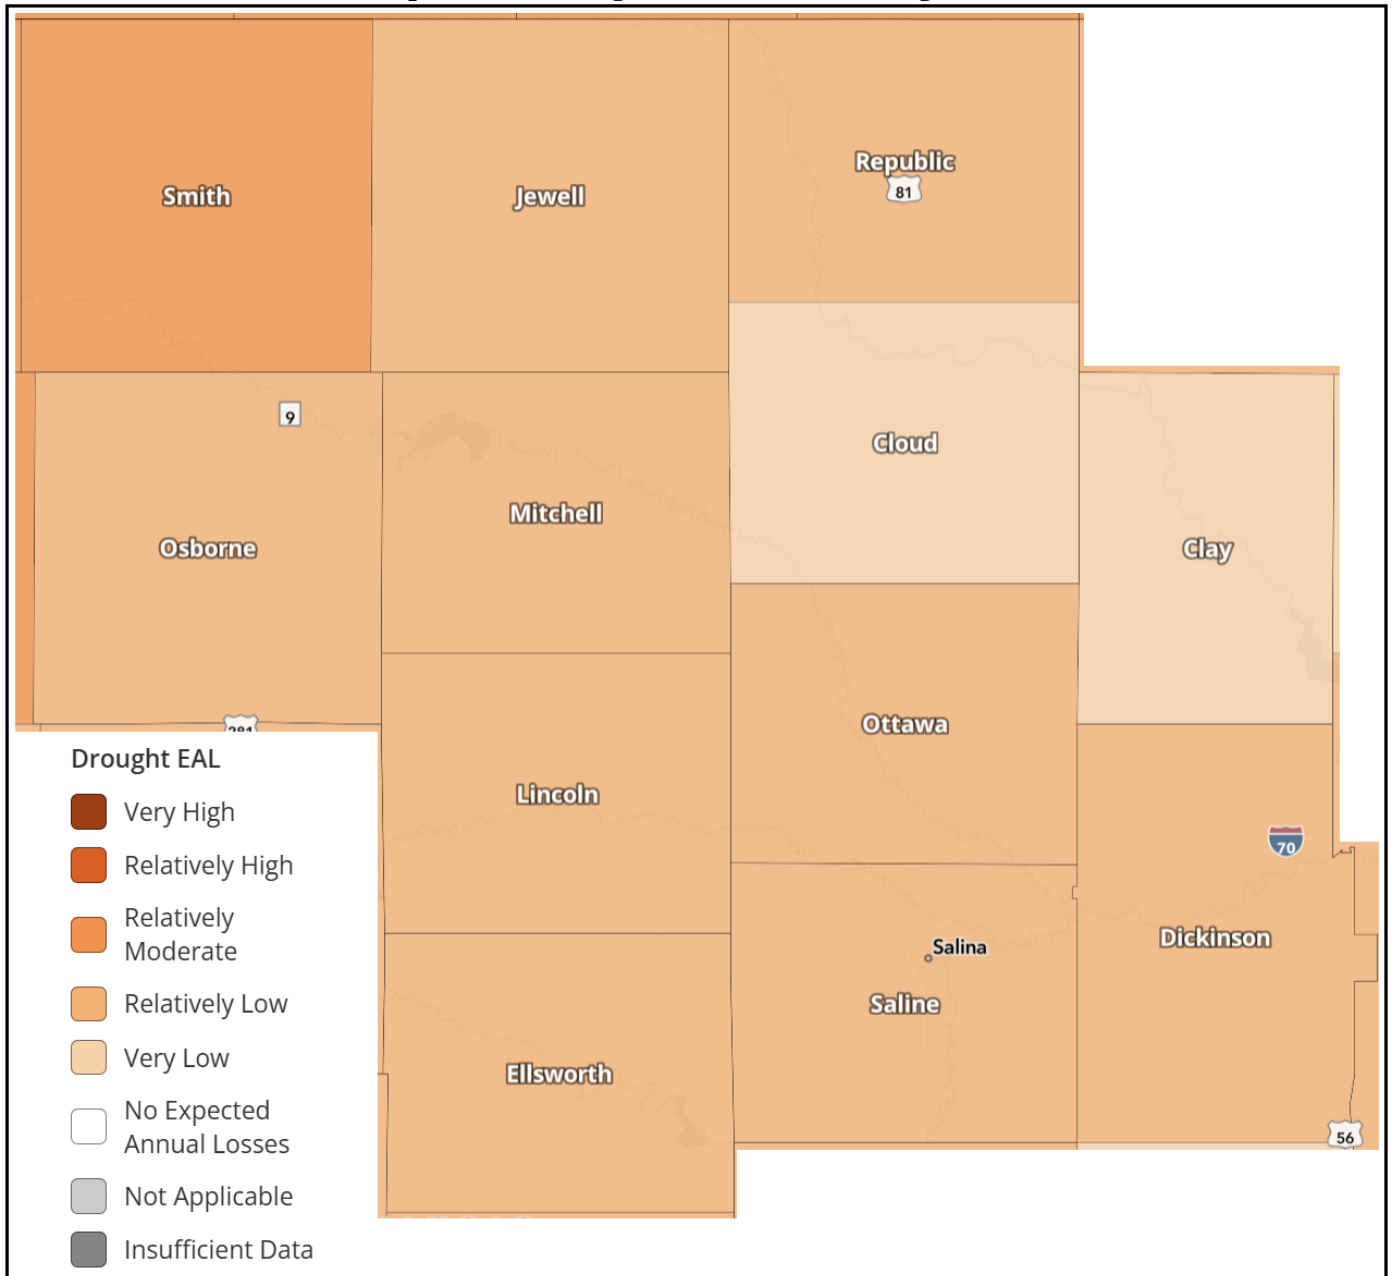 Smith
Jewell
Republic
81
9
Cloud
Mitchell
Osborne
Clay
281
Ottawa
Lincoln
70
Dickinson
Salina
Saline
Ellsworth
56
Drought EAL
Very High
Relatively High
Relatively
Moderate
Relatively Low
Very Low
No Expected
Annual Losses
Not Applicable
Insufficient Data